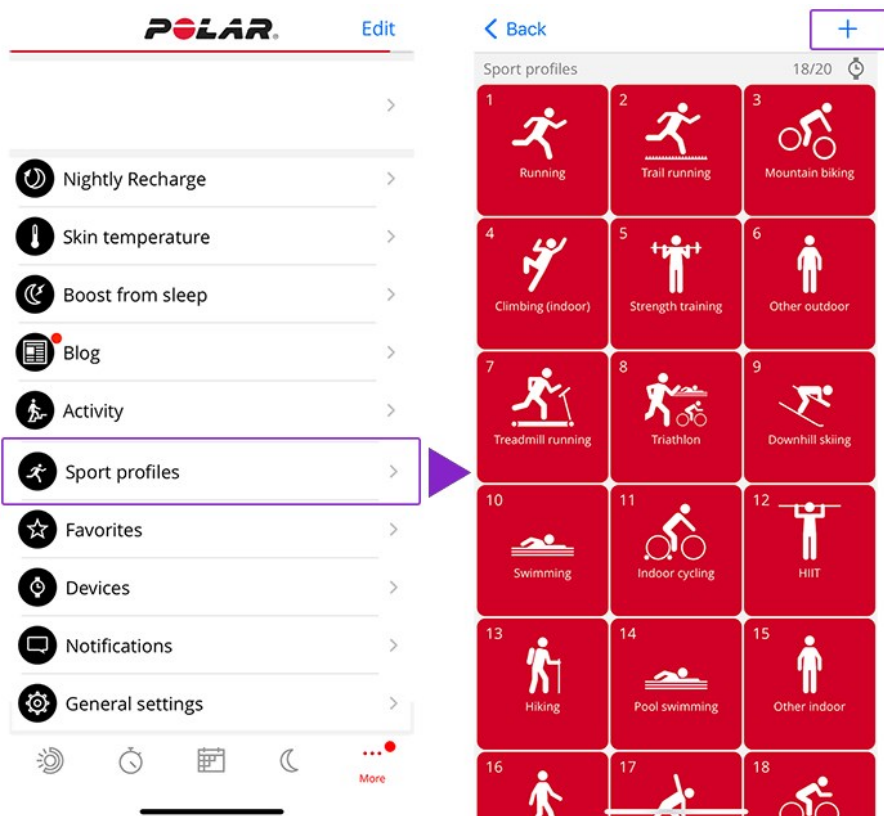 POLAR
Edit
Nightly Recharge
Skin temperature
Boost from sleep
Blog
Activity
Sport profiles
Favorites
Devices
Notifications
General settings
More
Back
+
Sport profiles 18/20
1
Running
2
Trail running
3
Mountain biking
4
Climbing (indoor)
5
Strength training
6
Other outdoor
7
Treadmill running
8
Triathlon
9
Downhill skiing
10
Swimming
11
Indoor cycling
12
HIIT
13
Hiking
14
Pool swimming
15
Other indoor
16
17
18